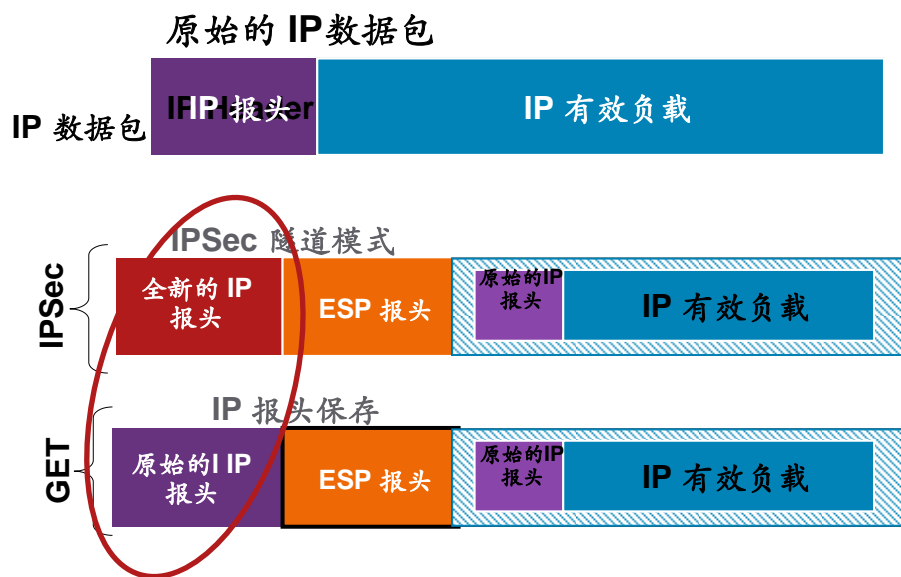 原始的 IP数据包
IP 数据包
IP Header
IP 报头
IP 有效负载
IPSec 隧道模式
IPSec
全新的 IP
报头
ESP 报头
原始的IP
报头
IP 有效负载
IP 报头保存
GET
原始的I IP
报头
ESP 报头
原始的IP
报头
IP 有效负载